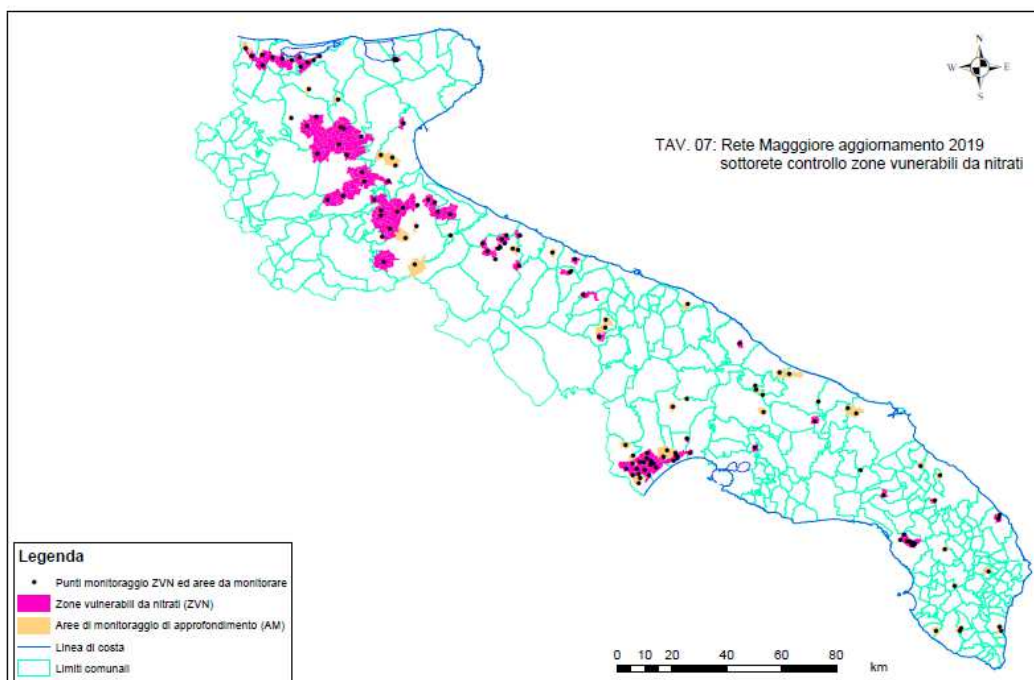 N
W E
S
TAV. 07: Rete Magggiore aggiornamento 2019
sottorete controllo zone vunerabili da nitrati
Legenda
Punti monitoraggio ZVN ed aree da monitorare
Zone vulnerabili da nitrati (ZVN)
Aree di monitoraggio di approfondimento (AM)
Linea di costa
Limiti comunali
0 5 10 20 40 60 80
km